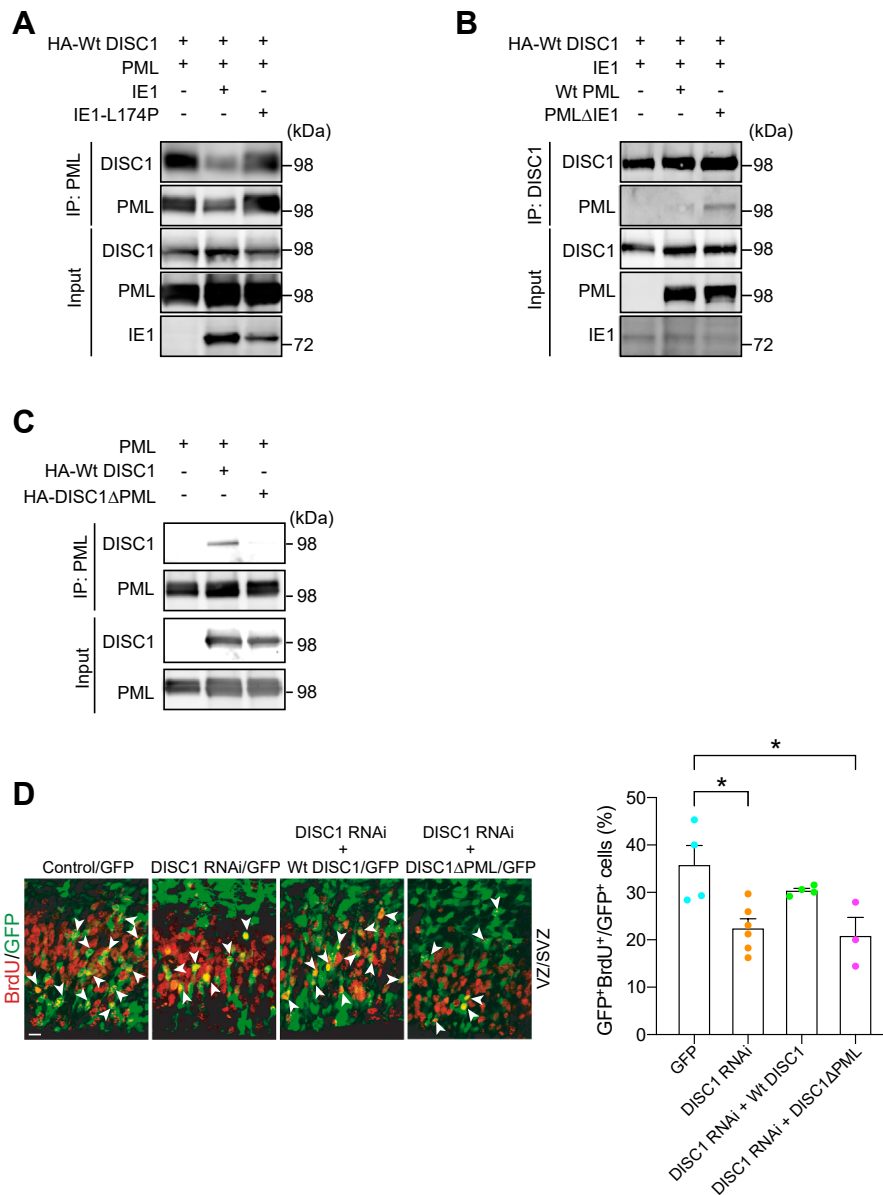 A
HA-Wt DISC1 + + +
PML + + +
IE1 - + -
IE1-L174P - - +
(kDa)
IP: PML
DISC1 98
PML 98
Input
DISC1 98
PML 98
IE1 72
B
HA-Wt DISC1 + + +
IE1 + + +
Wt PML - + -
PMLΔIE1 - - +
(kDa)
IP: DISC1
DISC1 98
PML 98
Input
DISC1 98
PML 98
IE1 72
C
PML + + +
HA-Wt DISC1 - + -
HA-DISC1ΔPML - - +
(kDa)
IP: PML
DISC1 98
PML 98
Input
DISC1 98
PML 98
D
Control/GFP
DISC1 RNAi/GFP
DISC1 RNAi
+
Wt DISC1/GFP
DISC1 RNAi
+
DISC1ΔPML/GFP
BrdU/GFP
VZ/SVZ
GFP⁺BrdU⁺/GFP⁺ cells (%)
50
40
30
20
10
0
*
*
GFP
DISC1 RNAi
DISC1 RNAi + Wt DISC1
DISC1 RNAi + DISC1ΔPML